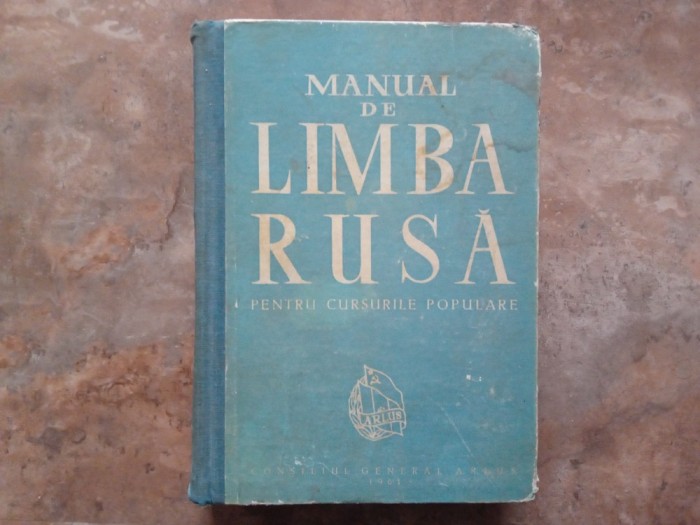 MANUAL
DE
LIMBA
RUSĂ
PENTRU CURSURILE POPULARE
ARLUS
CONSILIUL GENERAL ARLUS